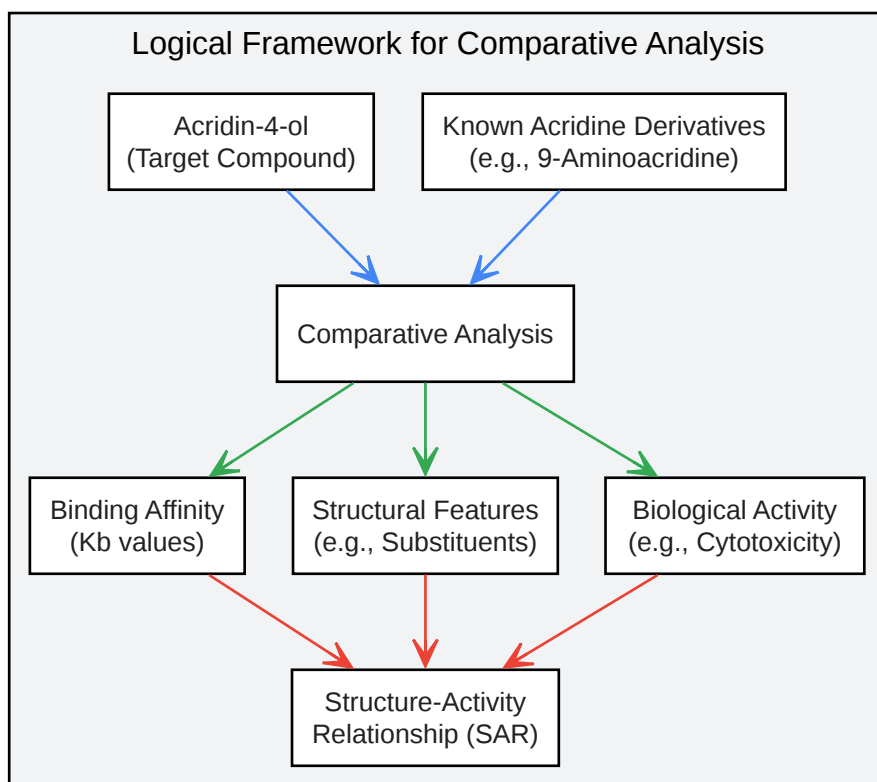 Logical Framework for Comparative Analysis
Acridin-4-ol
(Target Compound)
Known Acridine Derivatives
(e.g., 9-Aminoacridine)
Comparative Analysis
Binding Affinity
(Kb values)
Structural Features
(e.g., Substituents)
Biological Activity
(e.g., Cytotoxicity)
Structure-Activity
Relationship (SAR)